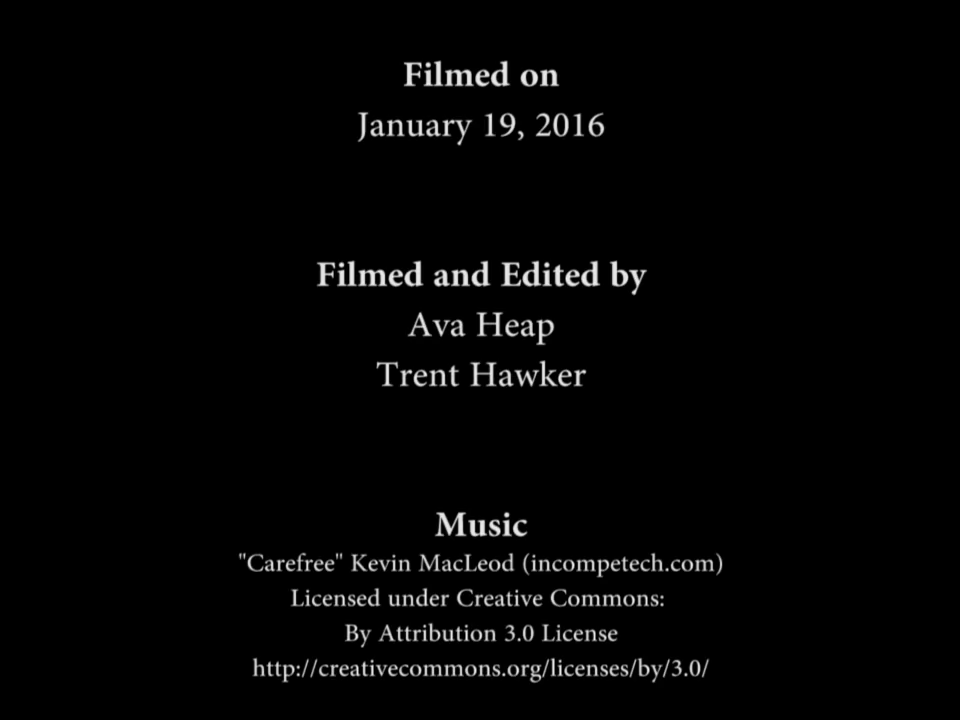 Filmed on
January 19, 2016
Filmed and Edited by
Ava Heap
Trent Hawker
Music
"Carefree" Kevin MacLeod (incompetech.com)
Licensed under Creative Commons:
By Attribution 3.0 License
http://creativecommons.org/licenses/by/3.0/